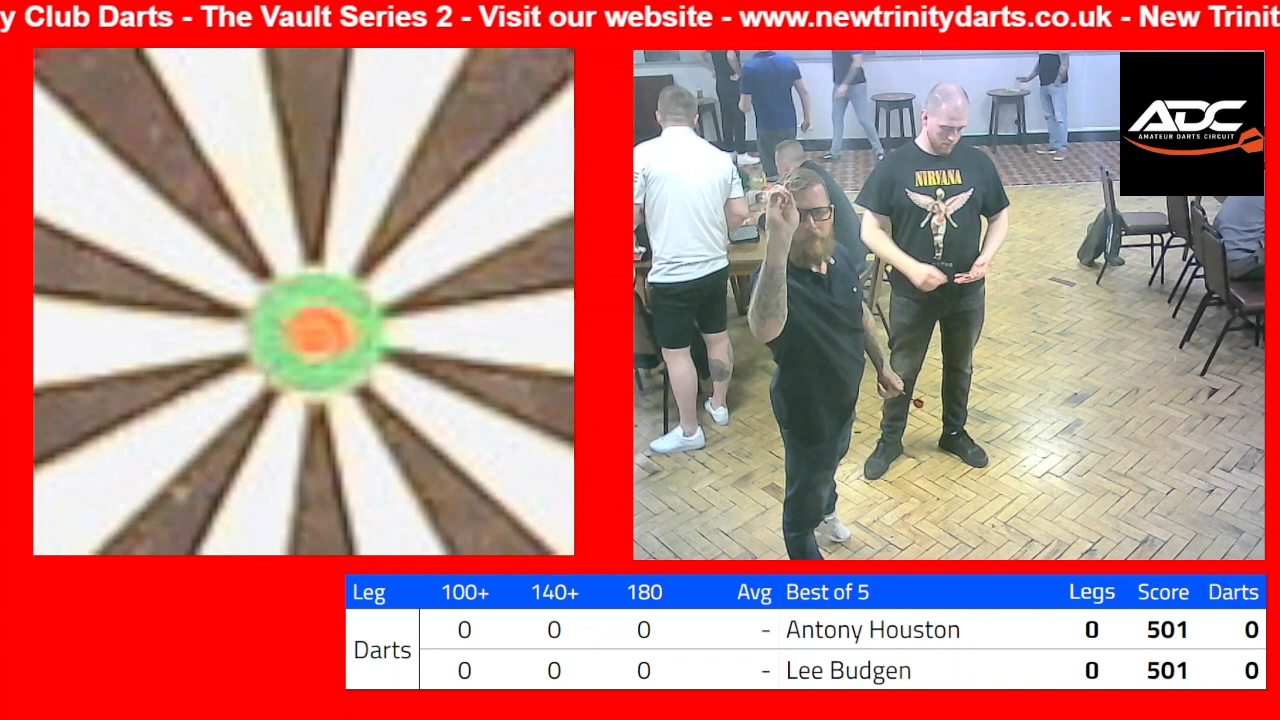 y Club Darts - The Vault Series 2 - Visit our website - www.newtrinitydarts.co.uk - New Trinit
ADC
AMATEUR DARTS CIRCUIT
NIRVANA
Leg 100+ 140+ 180 Avg Best of 5 Legs Score Darts
Darts
0 0 0 - Antony Houston 0 501 0
0 0 0 - Lee Budgen 0 501 0